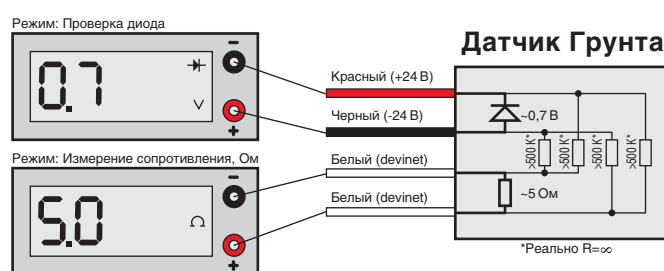 Режим: Проверка диода
0.7
V
Датчик Грунта
Красный (+24 В)
Черный (-24 В)
~0,7 В
>500 K*
>500 K*
>500 K*
>500 K*
Режим: Измерение сопротивления, Ом
5.0
Ω
Белый (devinet)
Белый (devinet)
~5 Ом
*Реально R=∞